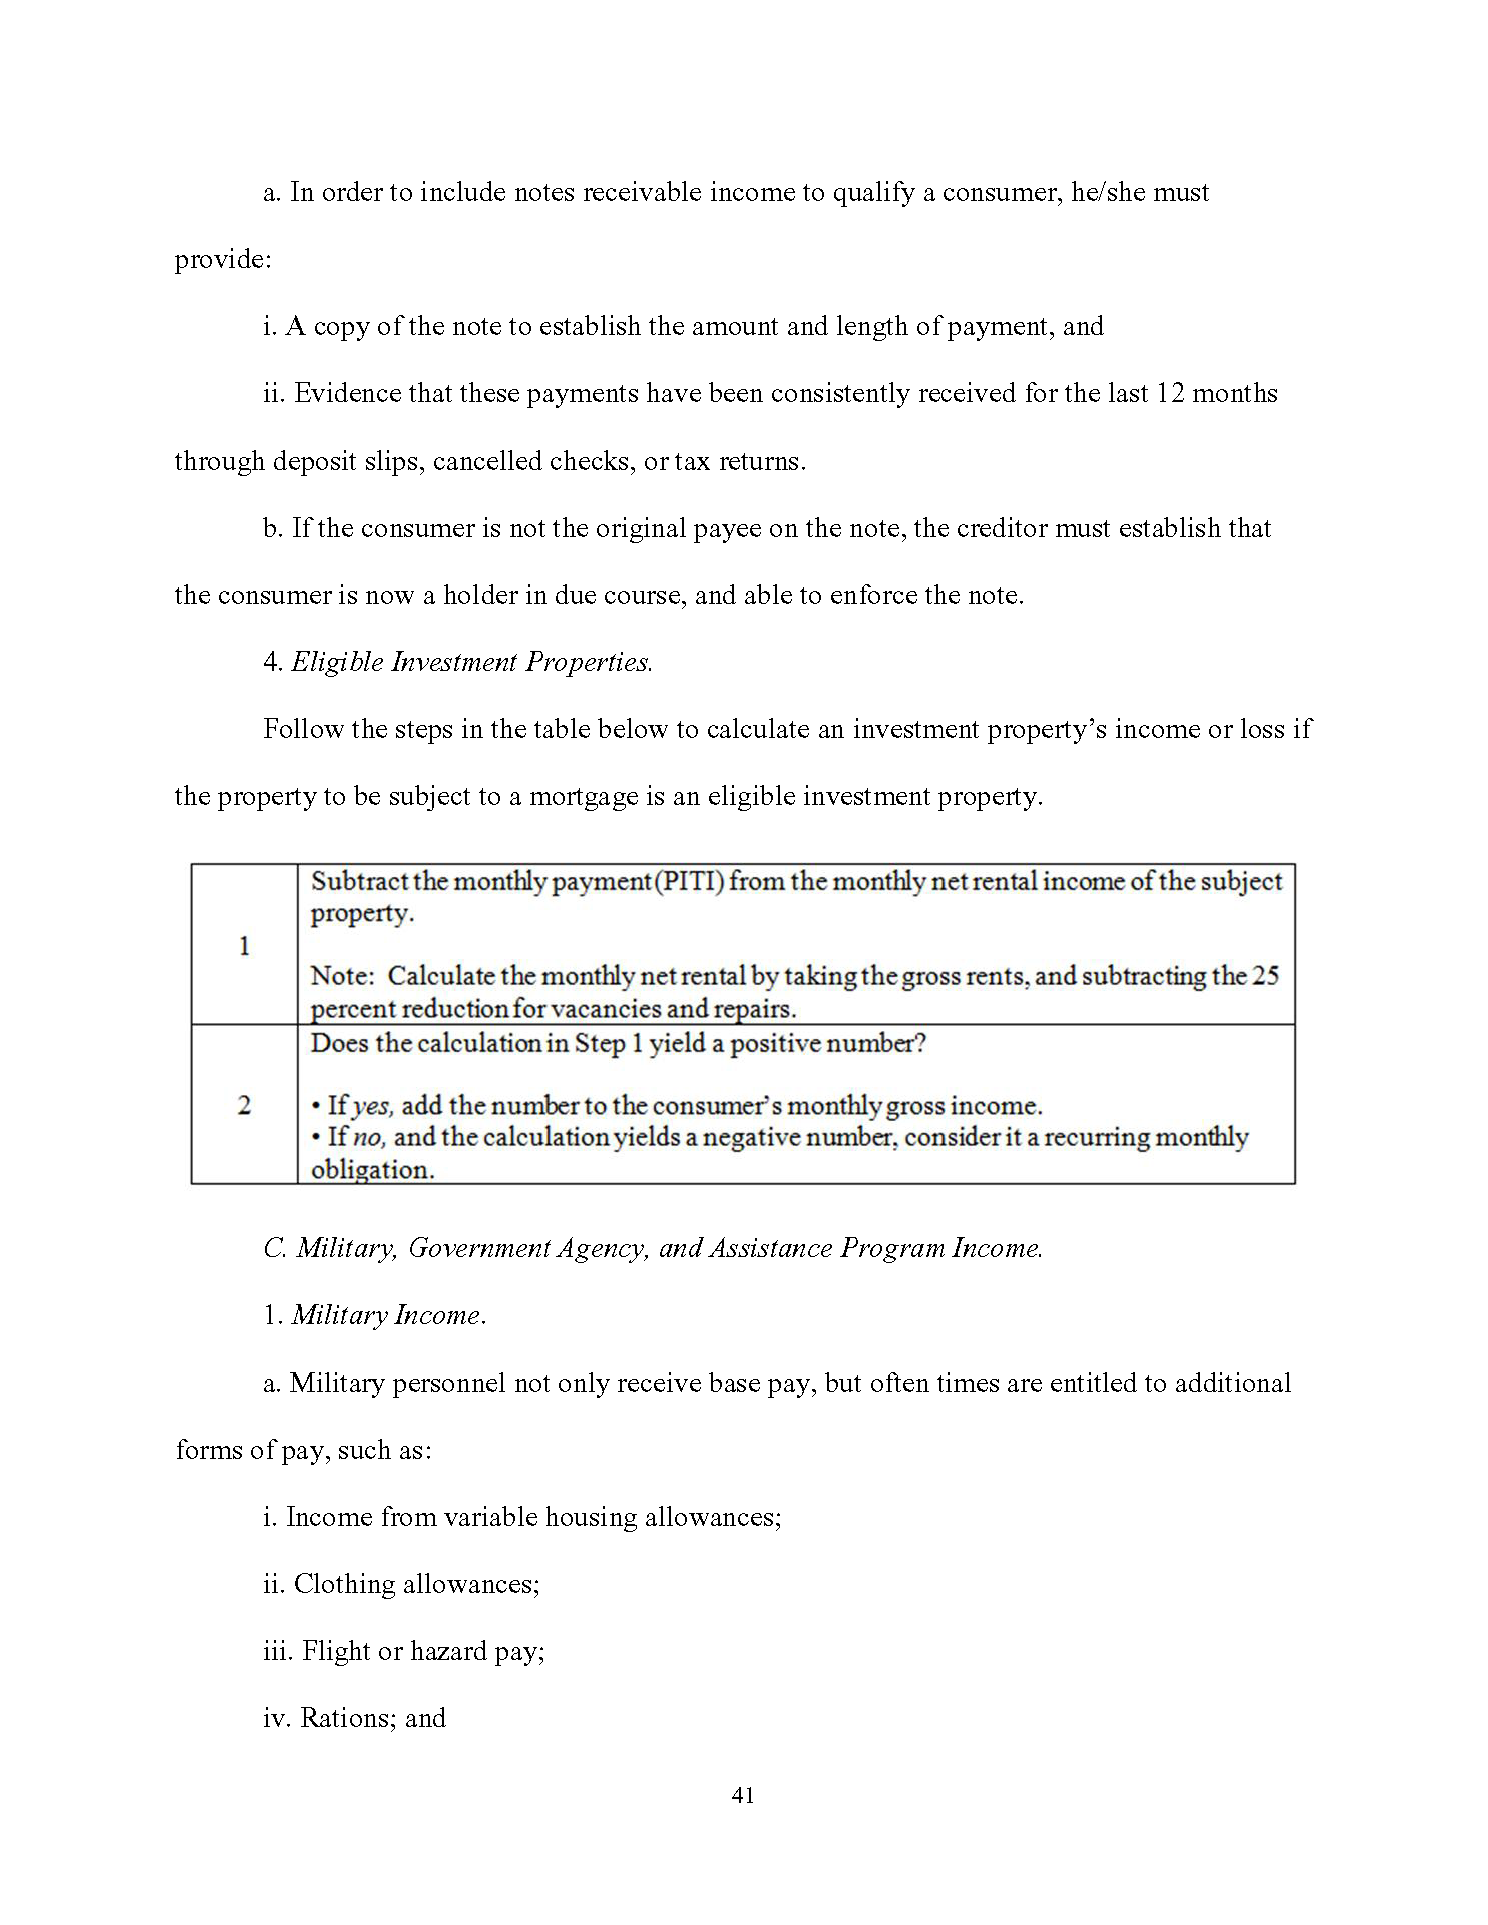 a. In order to include notes receivable income to qualify a consumer, he/she must
provide:
i. A copy of the note to establish the amount and length of payment, and
ii. Evidence that these payments have been consistently received for the last 12 months
through deposit slips, cancelled checks, or tax returns.
b. If the consumer is not the original payee on the note, the creditor must establish that
the consumer is now a holder in due course, and able to enforce the note.
4. Eligible Investment Properties.
Follow the steps in the table below to calculate an investment property’s income or loss if
the property to be subject to a mortgage is an eligible investment property.
1
Subtract the monthly payment (PITI) from the monthly net rental income of the subject
property.
Note: Calculate the monthly net rental by taking the gross rents, and subtracting the 25
percent reduction for vacancies and repairs.
2
Does the calculation in Step 1 yield a positive number?
• If yes, add the number to the consumer’s monthly gross income.
• If no, and the calculation yields a negative number, consider it a recurring monthly
obligation.
C. Military, Government Agency, and Assistance Program Income.
1. Military Income.
a. Military personnel not only receive base pay, but often times are entitled to additional
forms of pay, such as:
i. Income from variable housing allowances;
ii. Clothing allowances;
iii. Flight or hazard pay;
iv. Rations; and
41